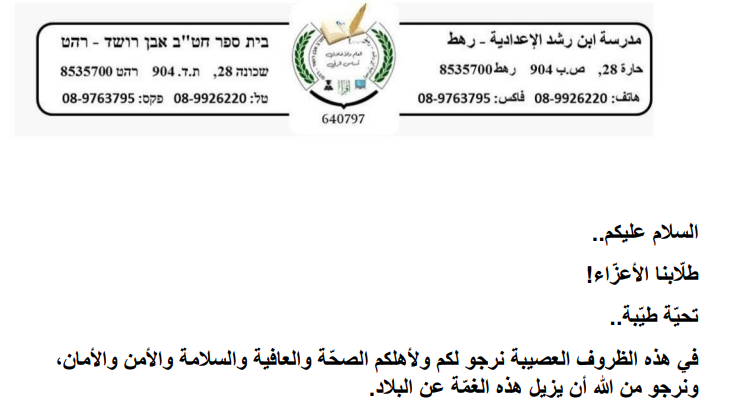 مدرسة ابن رشد الإعدادية - رهط
حارة 28, ص.ب 904 رهط 8535700
هاتف: 08-9926220 فاكس: 08-9763795
בית ספר חט"ב אבן רושד - רהט
שכונה 28, ת.ד. 904 רהט 8535700
טל: 08-9926220 פקס: 08-9763795
640797
السلام عليكم..
طلّابنا الأعزّاء!
تحيّة طيّبة..
في هذه الظروف العصيبة نرجو لكم ولأهلكم الصحّة والعافية والسلامة والأمن والأمان،
ونرجو من الله أن يزيل هذه الغمّة عن البلاد.